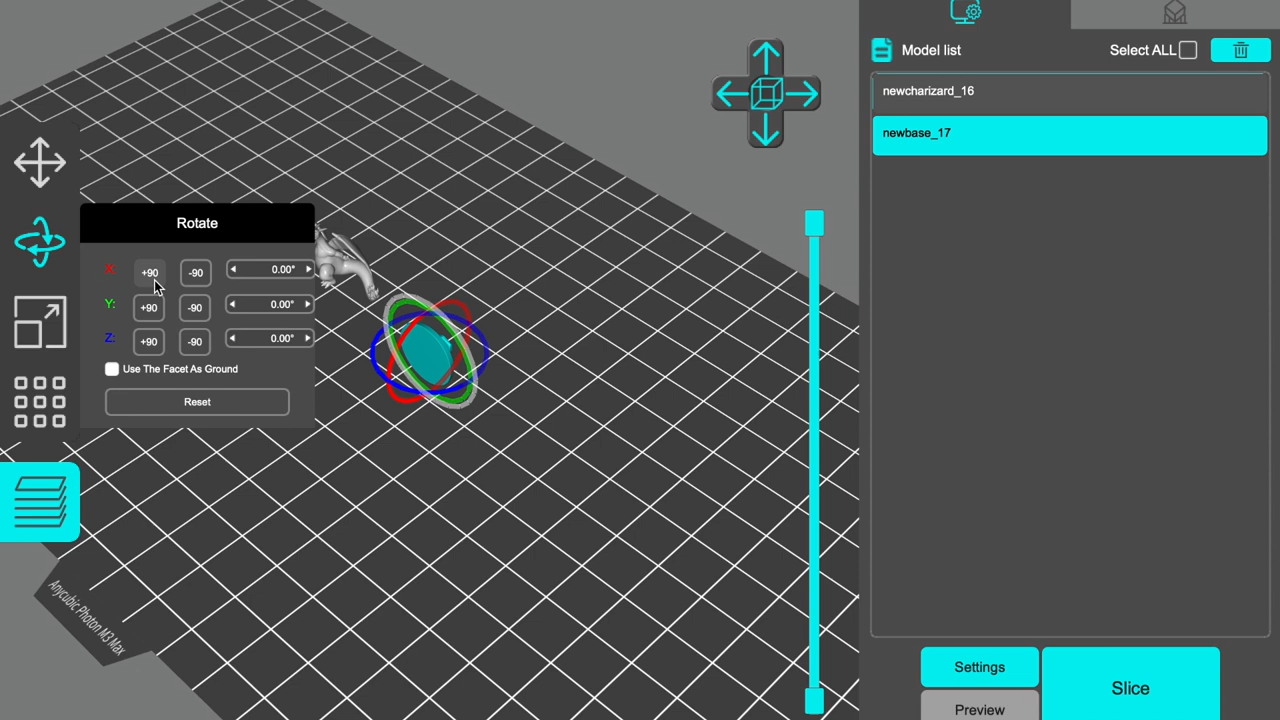 Model list
Select ALL
newcharizard_16
newbase_17
Rotate
X: +90 -90 0.00°
Y: +90 -90 0.00°
Z: +90 -90 0.00°
Use The Facet As Ground
Reset
Anycubic Photon M3 Max
Settings
Slice
Preview